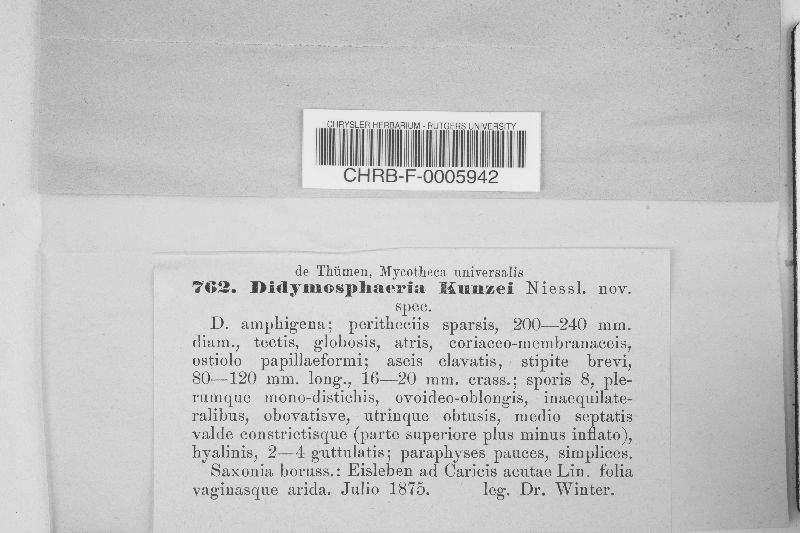 CHRYSLER HERBARIUM - RUTGERS UNIVERSITY
CHRB-F-0005942
de Thümen, Mycotheca universalis
762. Didymosphaeria Kunzei Niessl. nov.
spec.
D. amphigena; peritheciis sparsis, 200—240 mm.
diam., tectis, globosis, atris, coriaceo-membranaceis,
ostiolo papillaeformi; ascis clavatis, stipite brevi,
80—120 mm. long., 16—20 mm. crass.; sporis 8, ple-
rumque mono-distichis, ovoideo-oblongis, inaequilate-
ralibus, obovatisve, utrinque obtusis, medio septatis
valde constrictisque (parte superiore plus minus inflato),
hyalinis, 2—4 guttulatis; paraphyses pauces, simplices.
Saxonia boruss.: Eisleben ad Caricis acutae Lin. folia
vaginasque arida. Julio 1875. leg. Dr. Winter.